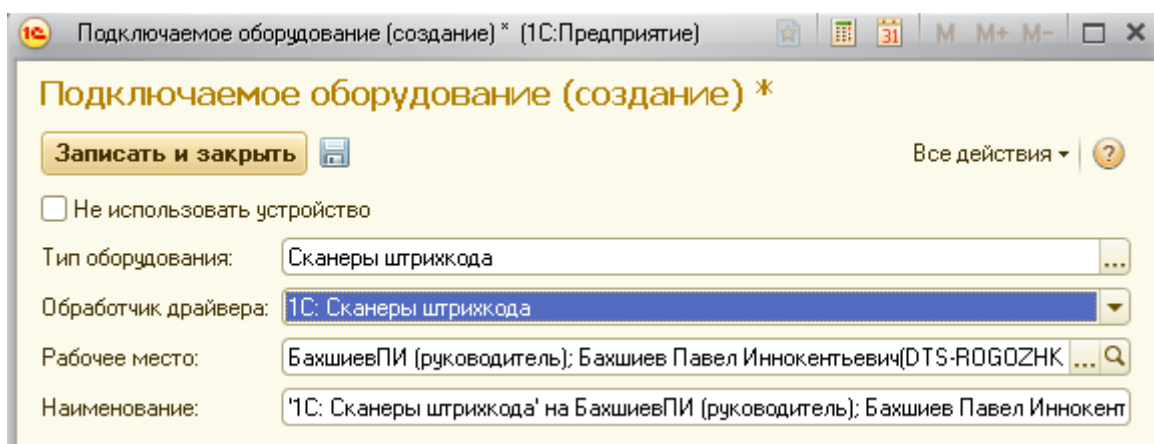 1С Подключаемое оборудование (создание) * (1С:Предприятие) 31 M M+ M-
Подключаемое оборудование (создание) *
Записать и закрыть Все действия ?
Не использовать устройство
Тип оборудования: Сканеры штрихкода ...
Обработчик драйвера: 1С: Сканеры штрихкода
Рабочее место: БахшиевПИ (руководитель); Бахшиев Павел Иннокентьевич(DTS-ROGOZHK ...
Наименование: '1С: Сканеры штрихкода' на БахшиевПИ (руководитель); Бахшиев Павел Иннокент